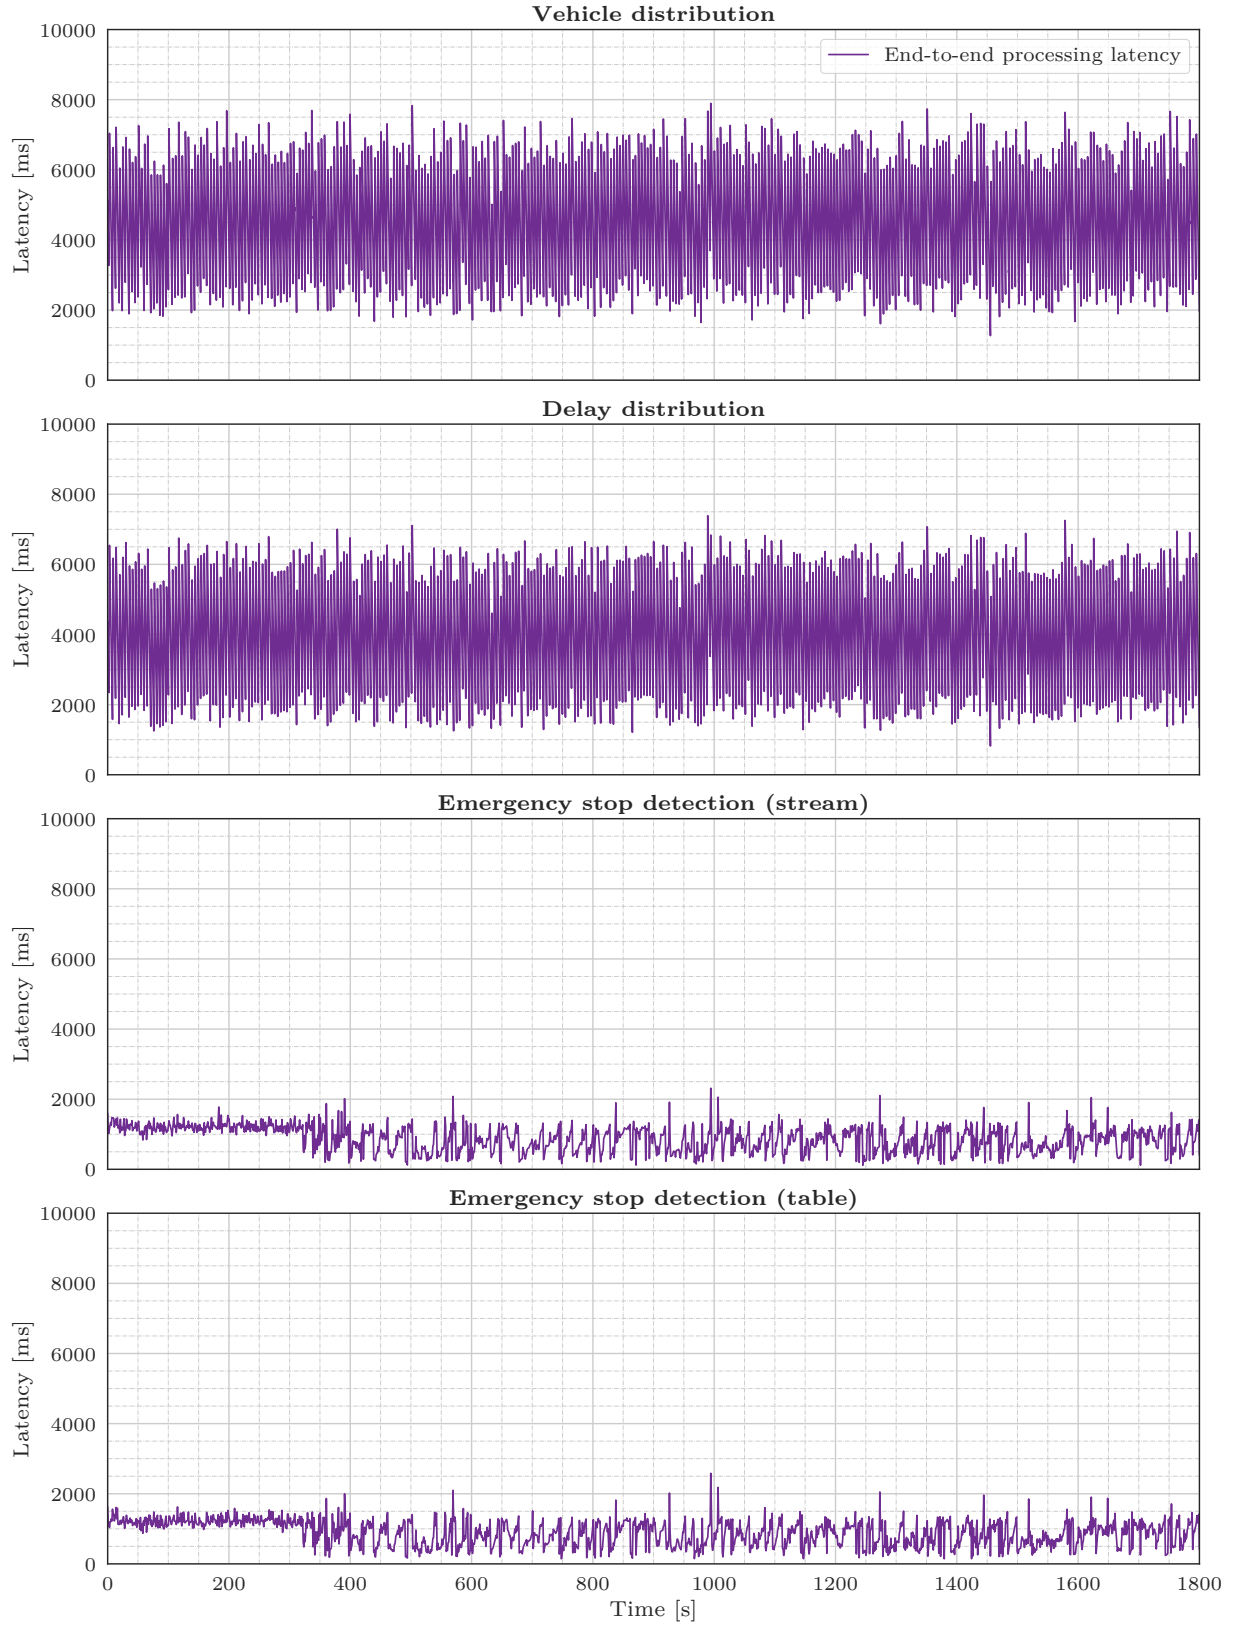 Vehicle distribution
End-to-end processing latency
Latency [ms]
10000
8000
6000
4000
2000
0
Delay distribution
Latency [ms]
10000
8000
6000
4000
2000
0
Emergency stop detection (stream)
Latency [ms]
10000
8000
6000
4000
2000
0
Emergency stop detection (table)
Latency [ms]
10000
8000
6000
4000
2000
0
0 200 400 600 800 1000 1200 1400 1600 1800
Time [s]